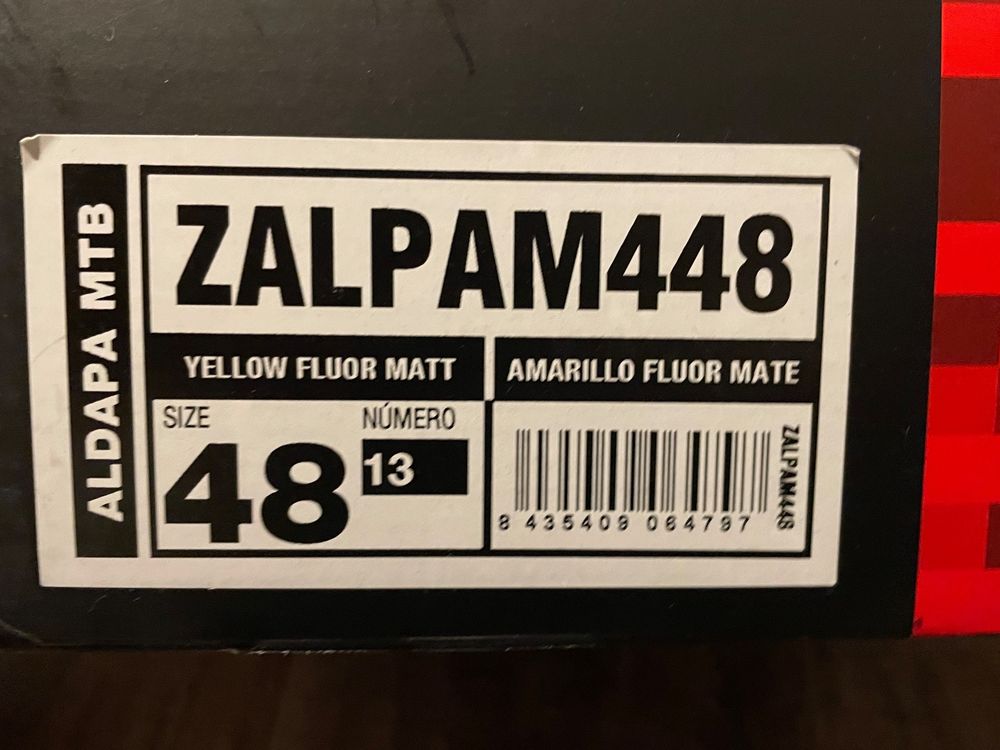 ALDAPA MTB
ZALPAM448
YELLOW FLUOR MATT
AMARILLO FLUOR MATE
SIZE
48
NÚMERO
13
8 435409 064797
ZALPAM448